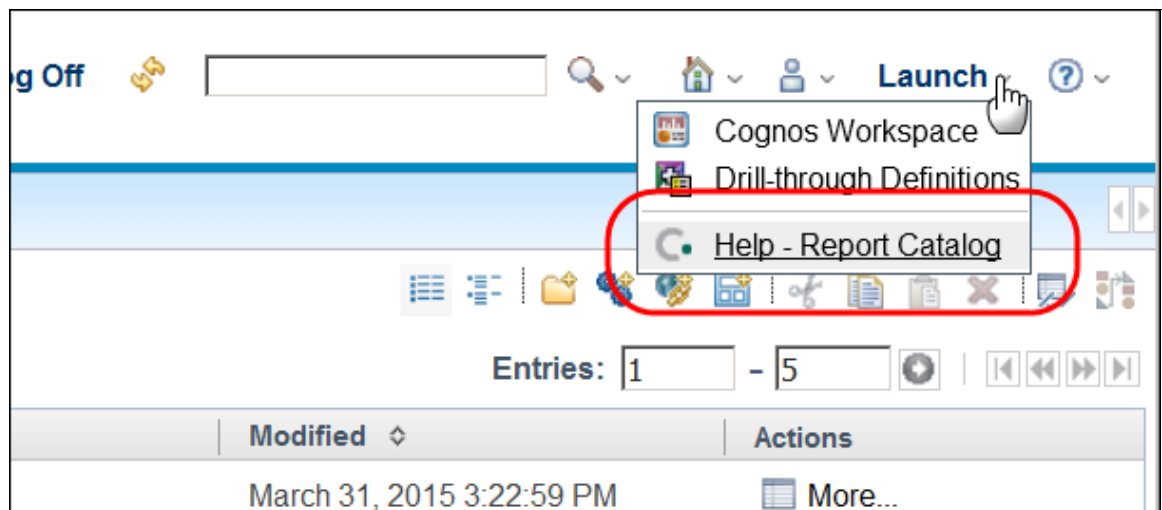 og Off Launch ?
Cognos Workspace
Drill-through Definitions
Help - Report Catalog
Entries: 1 - 5
Modified Actions
March 31, 2015 3:22:59 PM More...